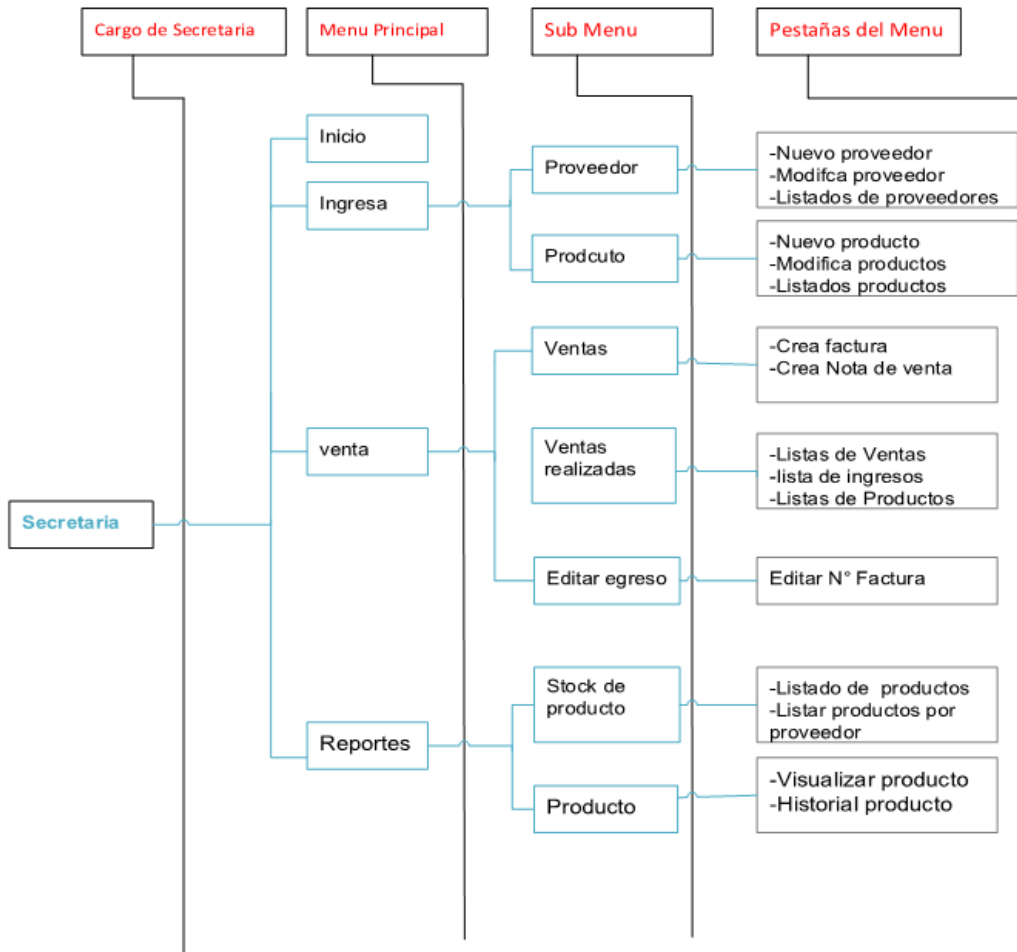 Cargo de Secretaria
Menu Principal
Sub Menu
Pestañas del Menu
Inicio
Ingresa
Proveedor
-Nuevo proveedor
-Modifca proveedor
-Listados de proveedores
Prodcuto
-Nuevo producto
-Modifica productos
-Listados productos
Ventas
-Crea factura
-Crea Nota de venta
venta
Ventas
realizadas
-Listas de Ventas
-lista de ingresos
-Listas de Productos
Secretaria
Editar egreso
Editar N° Factura
Reportes
Stock de
producto
-Listado de productos
-Listar productos por
proveedor
Producto
-Visualizar producto
-Historial producto